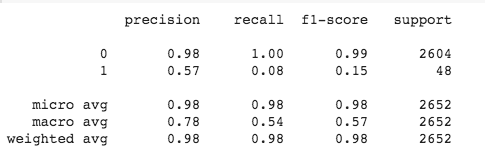 precision recall f1-score support
0 0.98 1.00 0.99 2604
1 0.57 0.08 0.15 48
micro avg 0.98 0.98 0.98 2652
macro avg 0.78 0.54 0.57 2652
weighted avg 0.98 0.98 0.98 2652